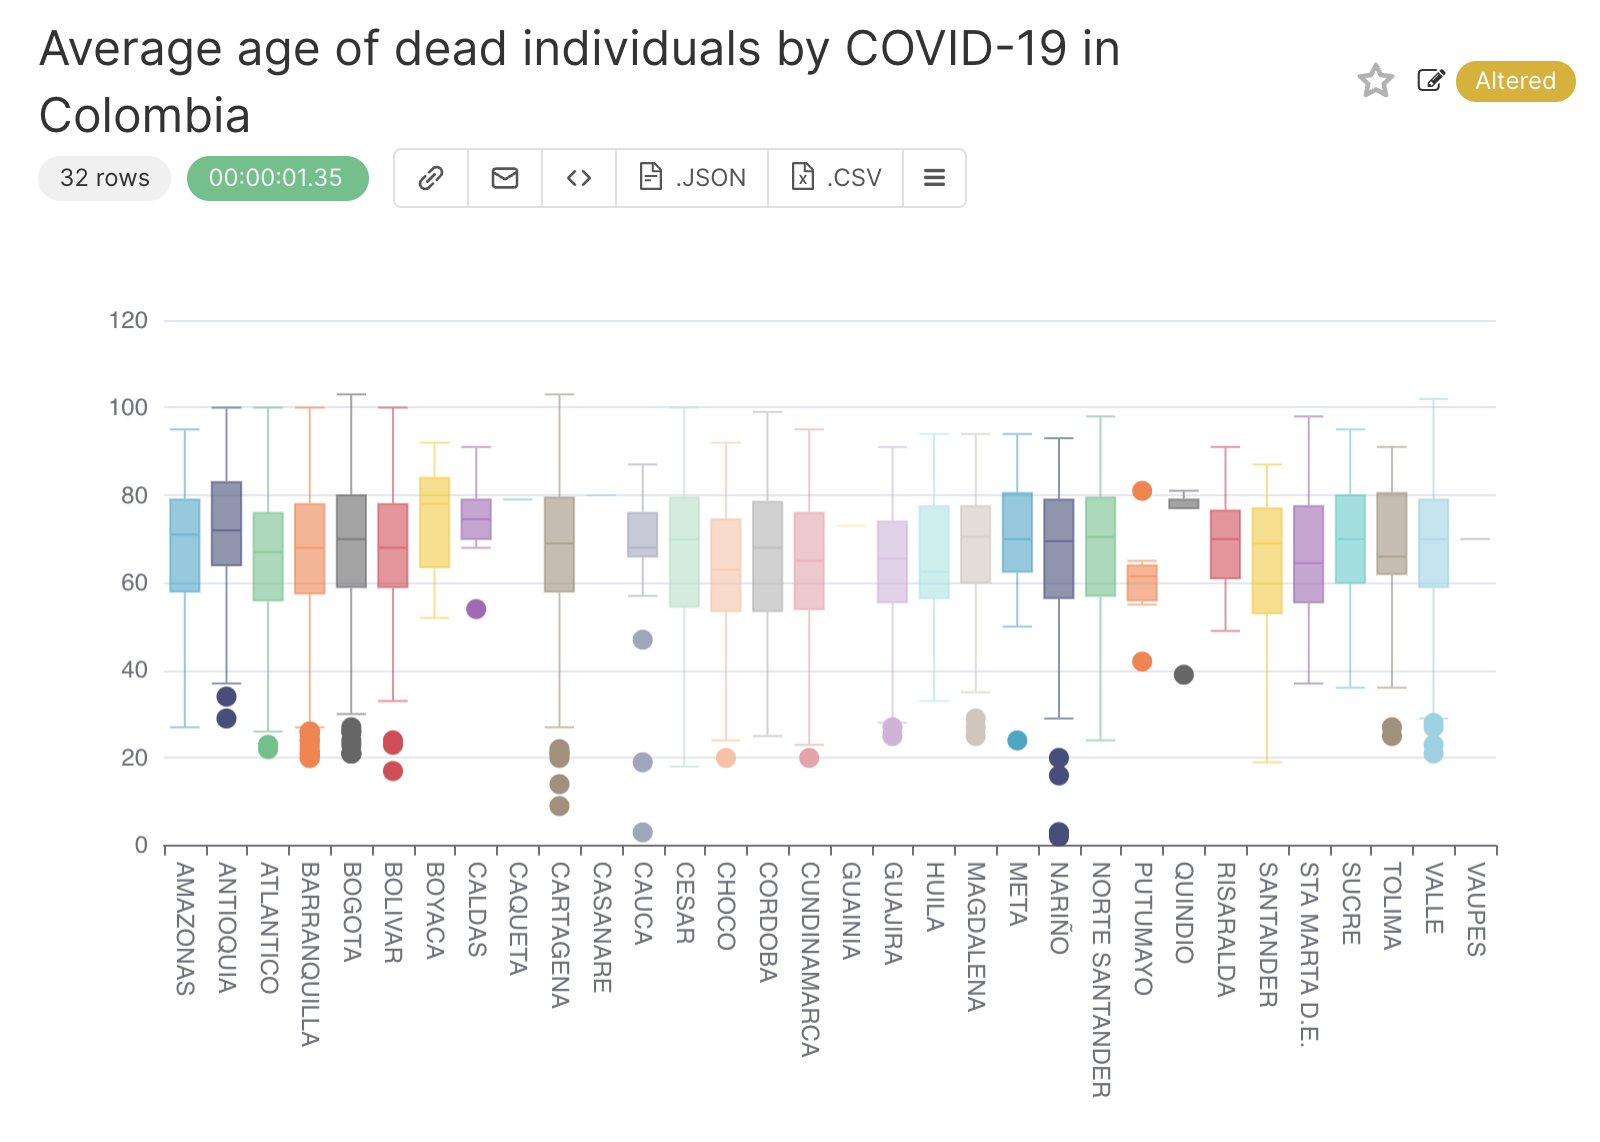 Average age of dead individuals by COVID-19 in
Colombia
Altered
32 rows
00:00:01.35
.JSON
.CSV
120
100
80
60
40
20
0
AMAZONAS
ANTIOQUIA
ATLANTICO
BARRANQUILLA
BOGOTA
BOLIVAR
BOYACA
CALDAS
CAQUETA
CARTAGENA
CASANARE
CAUCA
CESAR
CHOCO
CORDOBA
CUNDINAMARCA
GUAINIA
GUAJIRA
HUILA
MAGDALENA
META
NARIÑO
NORTE SANTANDER
PUTUMAYO
QUINDIO
RISARALDA
SANTANDER
STA MARTA D.E.
SUCRE
TOLIMA
VALLE
VAUPES